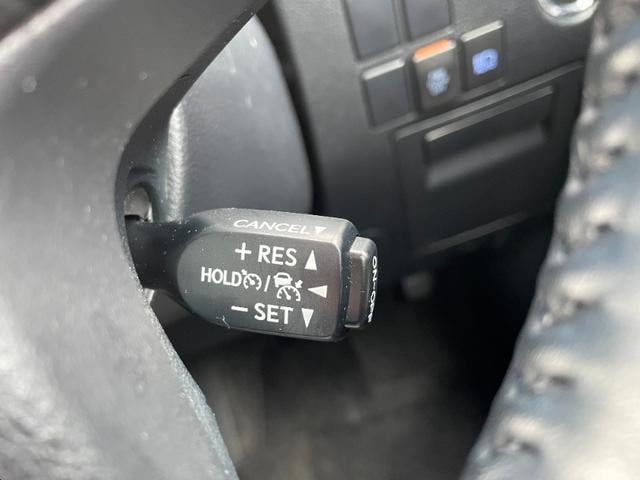 CANCEL▼
+ RES ▲
HOLD / ◀
− SET ▼
ON-OFF